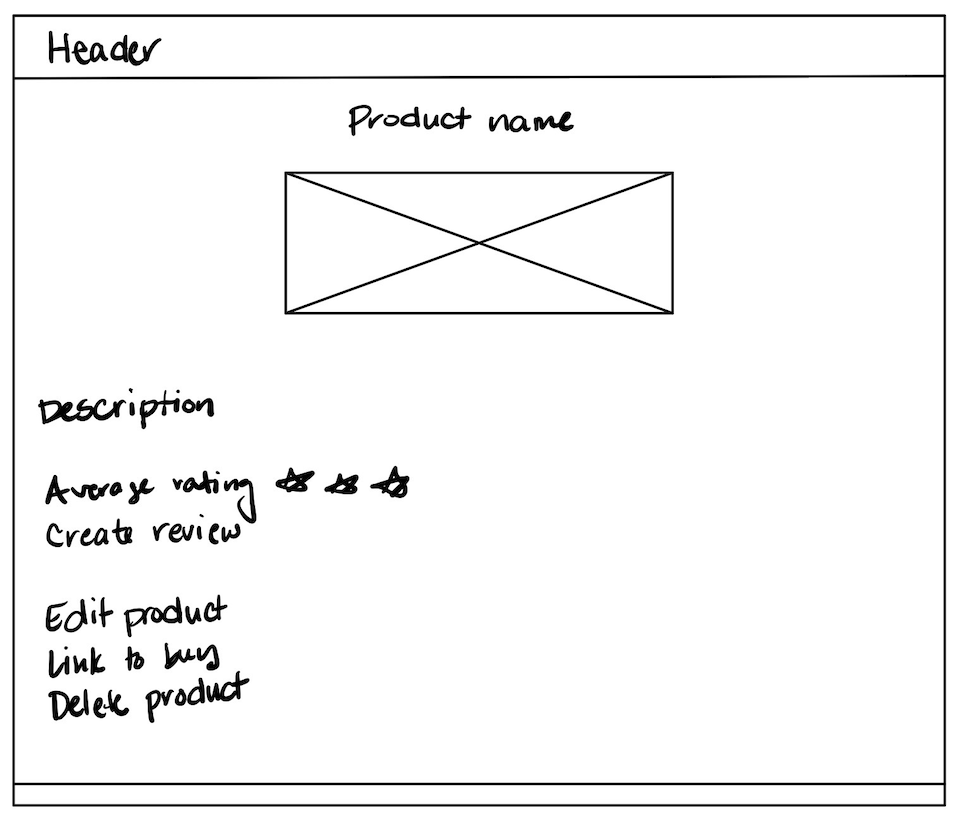 Header
Product name
Description
Average rating
Create review
Edit product
Link to buy
Delete product